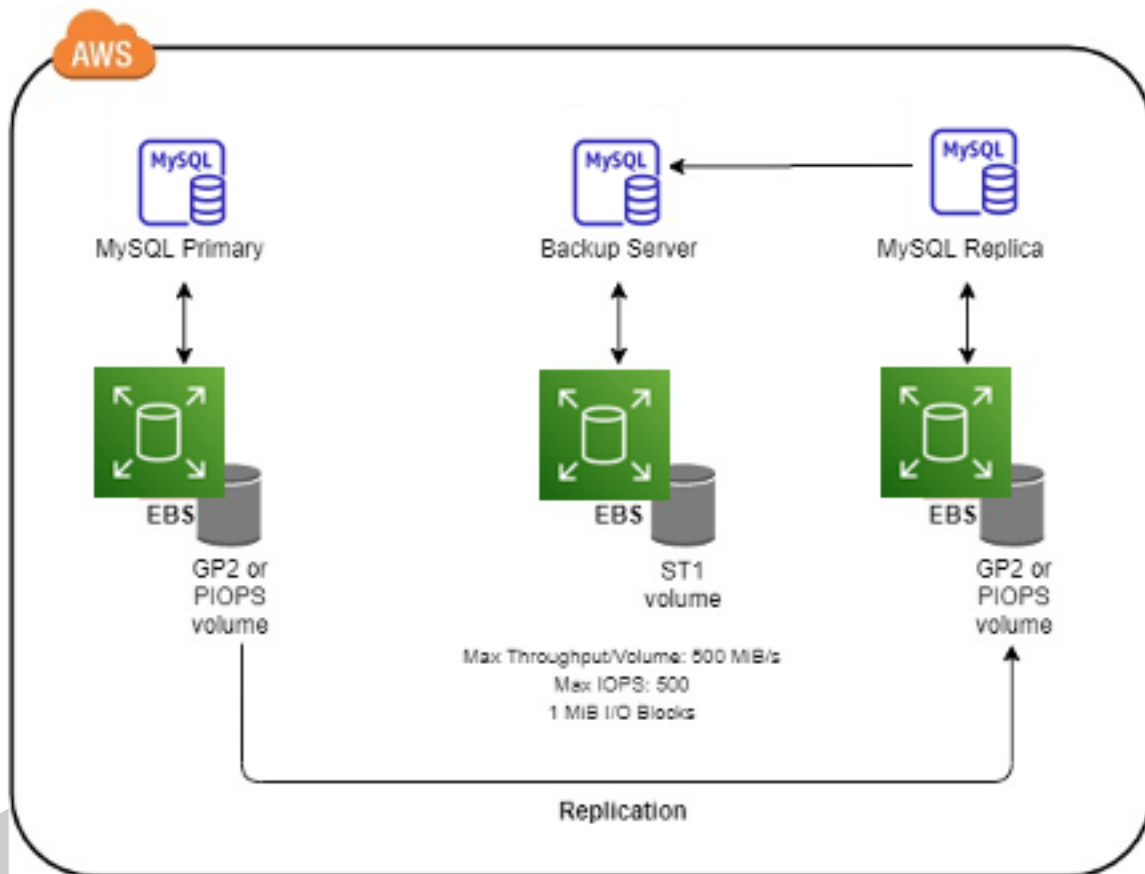 AWS
MySQL
MySQL
MySQL
MySQL Primary
Backup Server
MySQL Replica
EBS
EBS
EBS
GP2 or
PIOPS
volume
ST1
volume
GP2 or
PIOPS
volume
Max Throughput/Volume: 500 MiB/s
Max IOPS: 500
1 MiB I/O Blocks
Replication